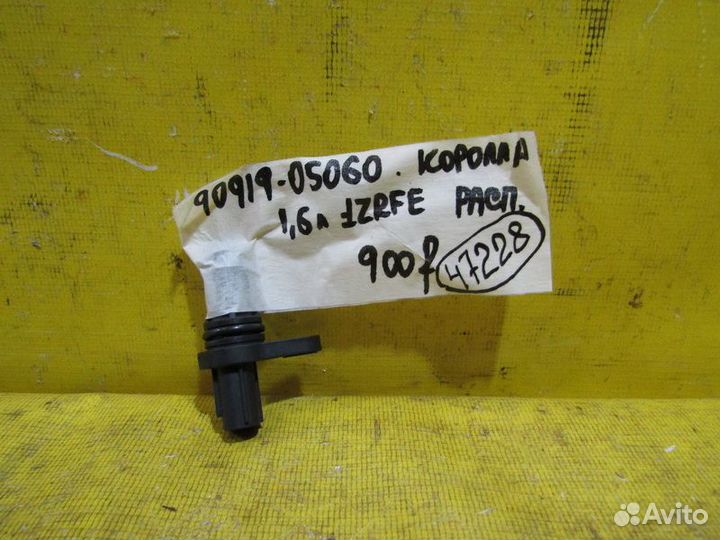 90919-05060. КОРОЛЛА
1,6л 1ZRFE РАСП.
900 ₽ 47228
Avito